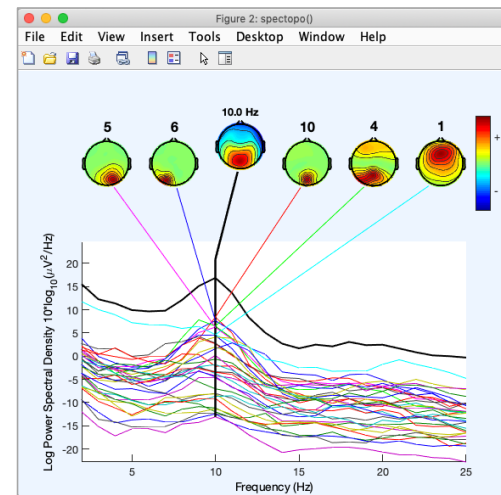 Figure 2: spectopo()
File Edit View Insert Tools Desktop Window Help
10.0 Hz
5 6 10 4 1
+
-
Log Power Spectral Density 10*log₁₀(μV²/Hz)
20
15
10
5
0
-5
-10
-15
-20
5 10 15 20 25
Frequency (Hz)